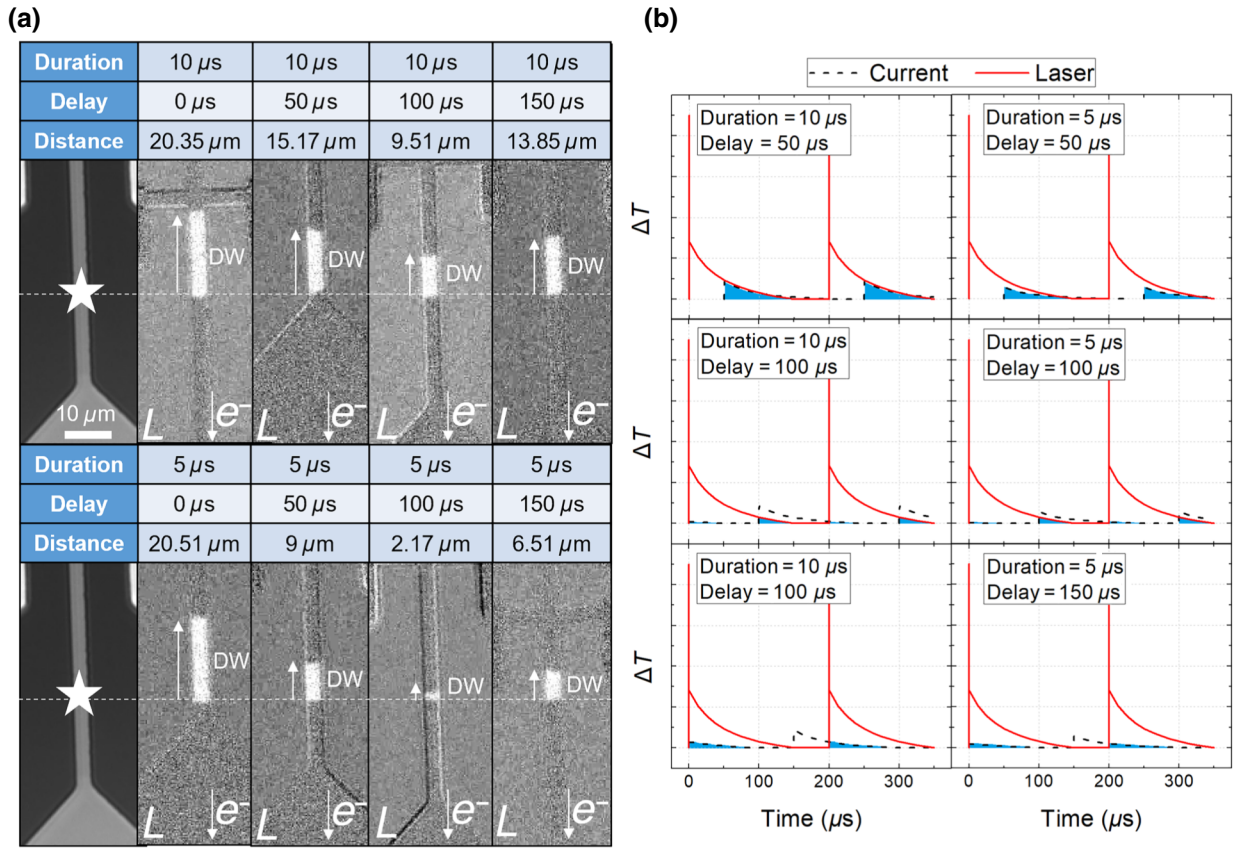 (a)
Duration 10 µs 10 µs 10 µs 10 µs
Delay 0 µs 50 µs 100 µs 150 µs
Distance 20.35 µm 15.17 µm 9.51 µm 13.85 µm
DW DW DW DW
10 µm
L e⁻ L e⁻ L e⁻ L e⁻
Duration 5 µs 5 µs 5 µs 5 µs
Delay 0 µs 50 µs 100 µs 150 µs
Distance 20.51 µm 9 µm 2.17 µm 6.51 µm
DW DW DW DW
L e⁻ L e⁻ L e⁻ L e⁻
(b)
Current Laser
Duration = 10 µs
Delay = 50 µs
Duration = 5 µs
Delay = 50 µs
ΔT
Duration = 10 µs
Delay = 100 µs
Duration = 5 µs
Delay = 100 µs
ΔT
Duration = 10 µs
Delay = 100 µs
Duration = 5 µs
Delay = 150 µs
ΔT
0 100 200 300 0 100 200 300
Time (µs) Time (µs)